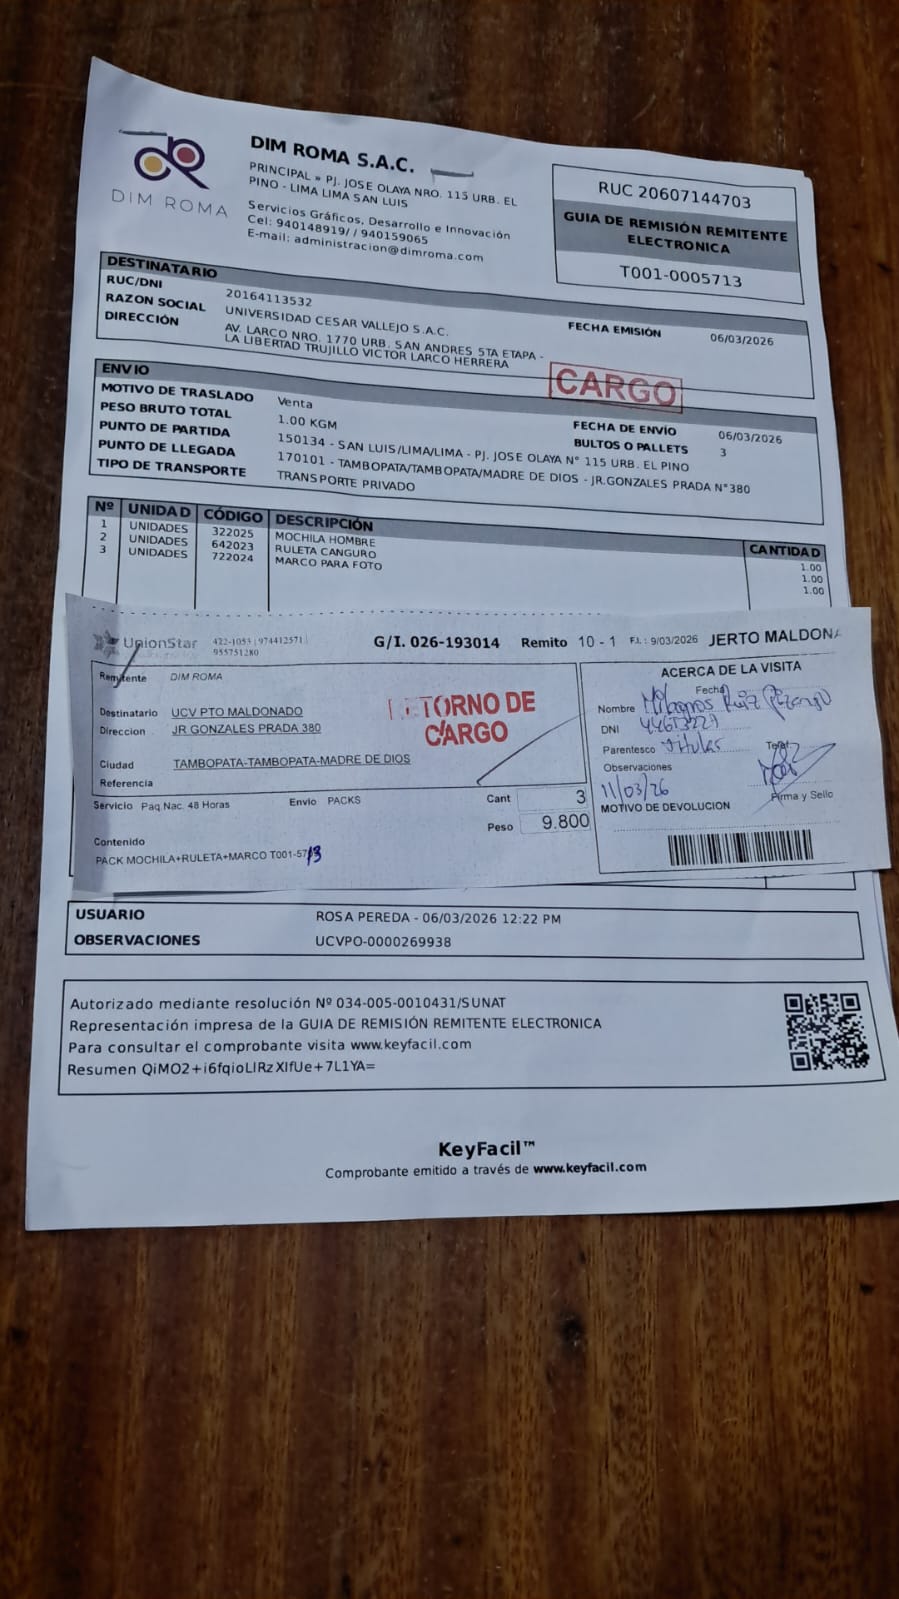 DIM ROMA
DIM ROMA S.A.C.
PRINCIPAL » PJ. JOSE OLAYA NRO. 115 URB. EL
PINO - LIMA LIMA SAN LUIS
Servicios Gráficos, Desarrollo e Innovación
Cel: 940148919/ / 940159065
E-mail: administracion@dimroma.com
RUC 20607144703
GUIA DE REMISIÓN REMITENTE
ELECTRONICA
T001-0005713
DESTINATARIO
RUC/DNI 20164113532
RAZON SOCIAL UNIVERSIDAD CESAR VALLEJO S.A.C.
DIRECCIÓN AV. LARCO NRO. 1770 URB. SAN ANDRES 5TA ETAPA -
LA LIBERTAD TRUJILLO VICTOR LARCO HERRERA
FECHA EMISIÓN 06/03/2026
CARGO
ENVIO
MOTIVO DE TRASLADO Venta
PESO BRUTO TOTAL 1.00 KGM
FECHA DE ENVÍO 06/03/2026
BULTOS O PALLETS 3
PUNTO DE PARTIDA 150134 - SAN LUIS/LIMA/LIMA - PJ. JOSE OLAYA N° 115 URB. EL PINO
PUNTO DE LLEGADA 170101 - TAMBOPATA/TAMBOPATA/MADRE DE DIOS - JR.GONZALES PRADA N°380
TIPO DE TRANSPORTE TRANSPORTE PRIVADO
Nº UNIDAD CÓDIGO DESCRIPCIÓN CANTIDAD
1 UNIDADES 322025 MOCHILA HOMBRE 1.00
2 UNIDADES 642023 RULETA CANGURO 1.00
3 UNIDADES 722024 MARCO PARA FOTO 1.00
UnionStar
422-1053 | 974412571 |
955751280
G/I. 026-193014 Remito 10 - 1 F.I.: 9/03/2026 JERTO MALDONA
Remitente DIM ROMA
Destinatario UCV PTO MALDONADO
Direccion JR GONZALES PRADA 380
Ciudad TAMBOPATA-TAMBOPATA-MADRE DE DIOS
Referencia
RETORNO DE
CARGO
Servicio Paq.Nac. 48 Horas Envio PACKS Cant 3
Peso 9.800
Contenido
PACK MOCHILA+RULETA+MARCO T001-5713
ACERCA DE LA VISITA
Fecha
Nombre Milagros Ruiz
DNI
Parentesco Titular Telef.
Observaciones
11/03/26
Firma y Sello
MOTIVO DE DEVOLUCION
USUARIO ROSA PEREDA - 06/03/2026 12:22 PM
OBSERVACIONES UCVPO-0000269938
Autorizado mediante resolución Nº 034-005-0010431/SUNAT
Representación impresa de la GUIA DE REMISIÓN REMITENTE ELECTRONICA
Para consultar el comprobante visita www.keyfacil.com
Resumen QiMO2+i6fqioLIRzXIfUe+7L1YA=
KeyFacil™
Comprobante emitido a través de www.keyfacil.com